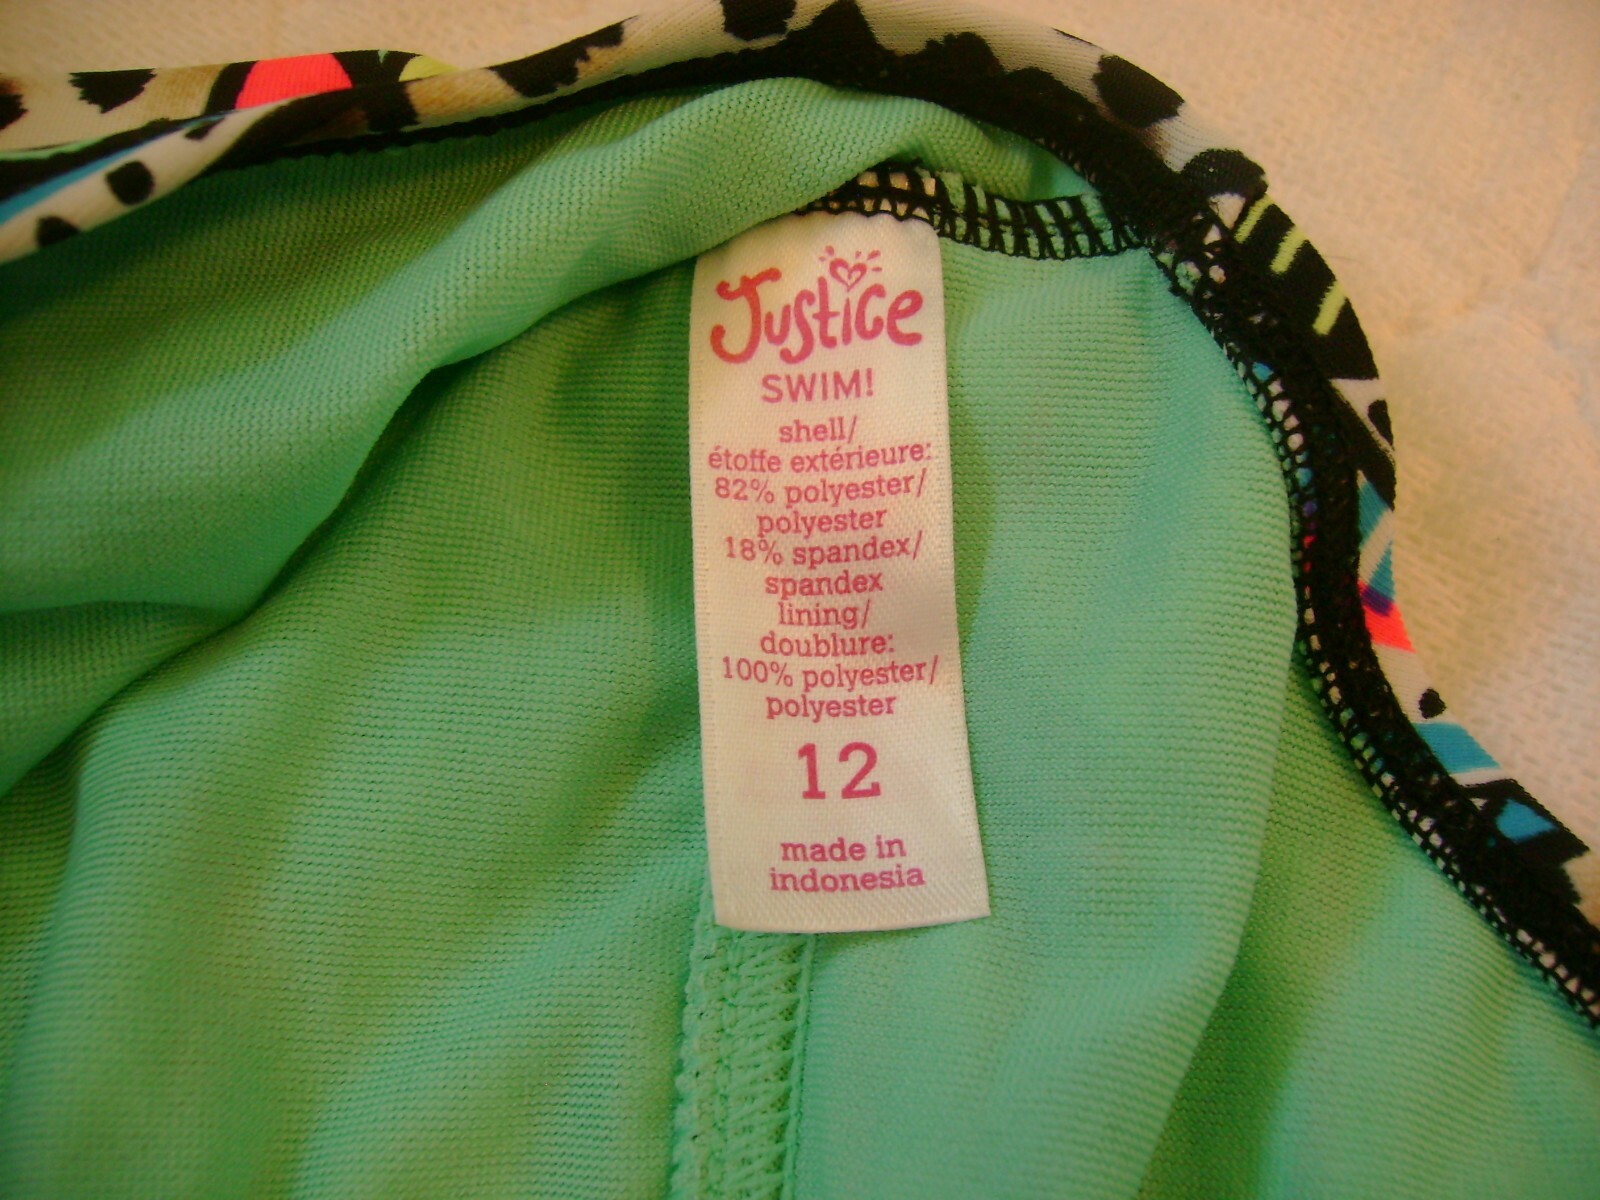 Justice
SWIM!
shell/
étoffe extérieure:
82% polyester/
polyester
18% spandex/
spandex
lining/
doublure:
100% polyester/
polyester
12
made in
indonesia